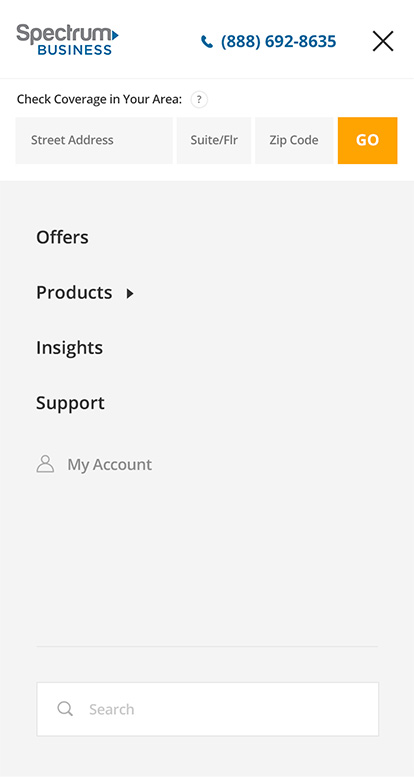 Spectrum
BUSINESS
(888) 692-8635
Check Coverage in Your Area: ?
Street Address Suite/Flr Zip Code GO
Offers
Products
Insights
Support
My Account
Search